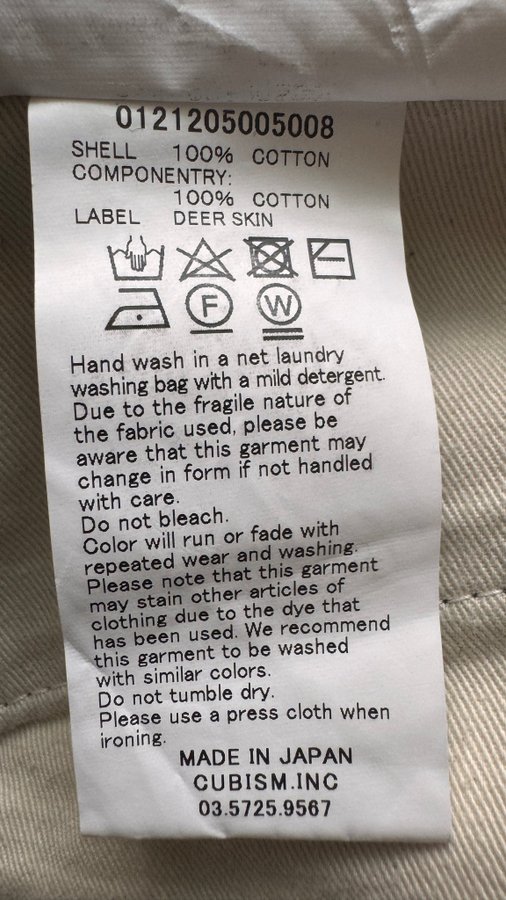 0121205005008
SHELL 100% COTTON
COMPONENTRY:
100% COTTON
LABEL DEER SKIN
F W
Hand wash in a net laundry
washing bag with a mild detergent.
Due to the fragile nature of
the fabric used, please be
aware that this garment may
change in form if not handled
with care.
Do not bleach.
Color will run or fade with
repeated wear and washing.
Please note that this garment
may stain other articles of
clothing due to the dye that
has been used. We recommend
this garment to be washed
with similar colors.
Do not tumble dry.
Please use a press cloth when
ironing.
MADE IN JAPAN
CUBISM.INC
03.5725.9567